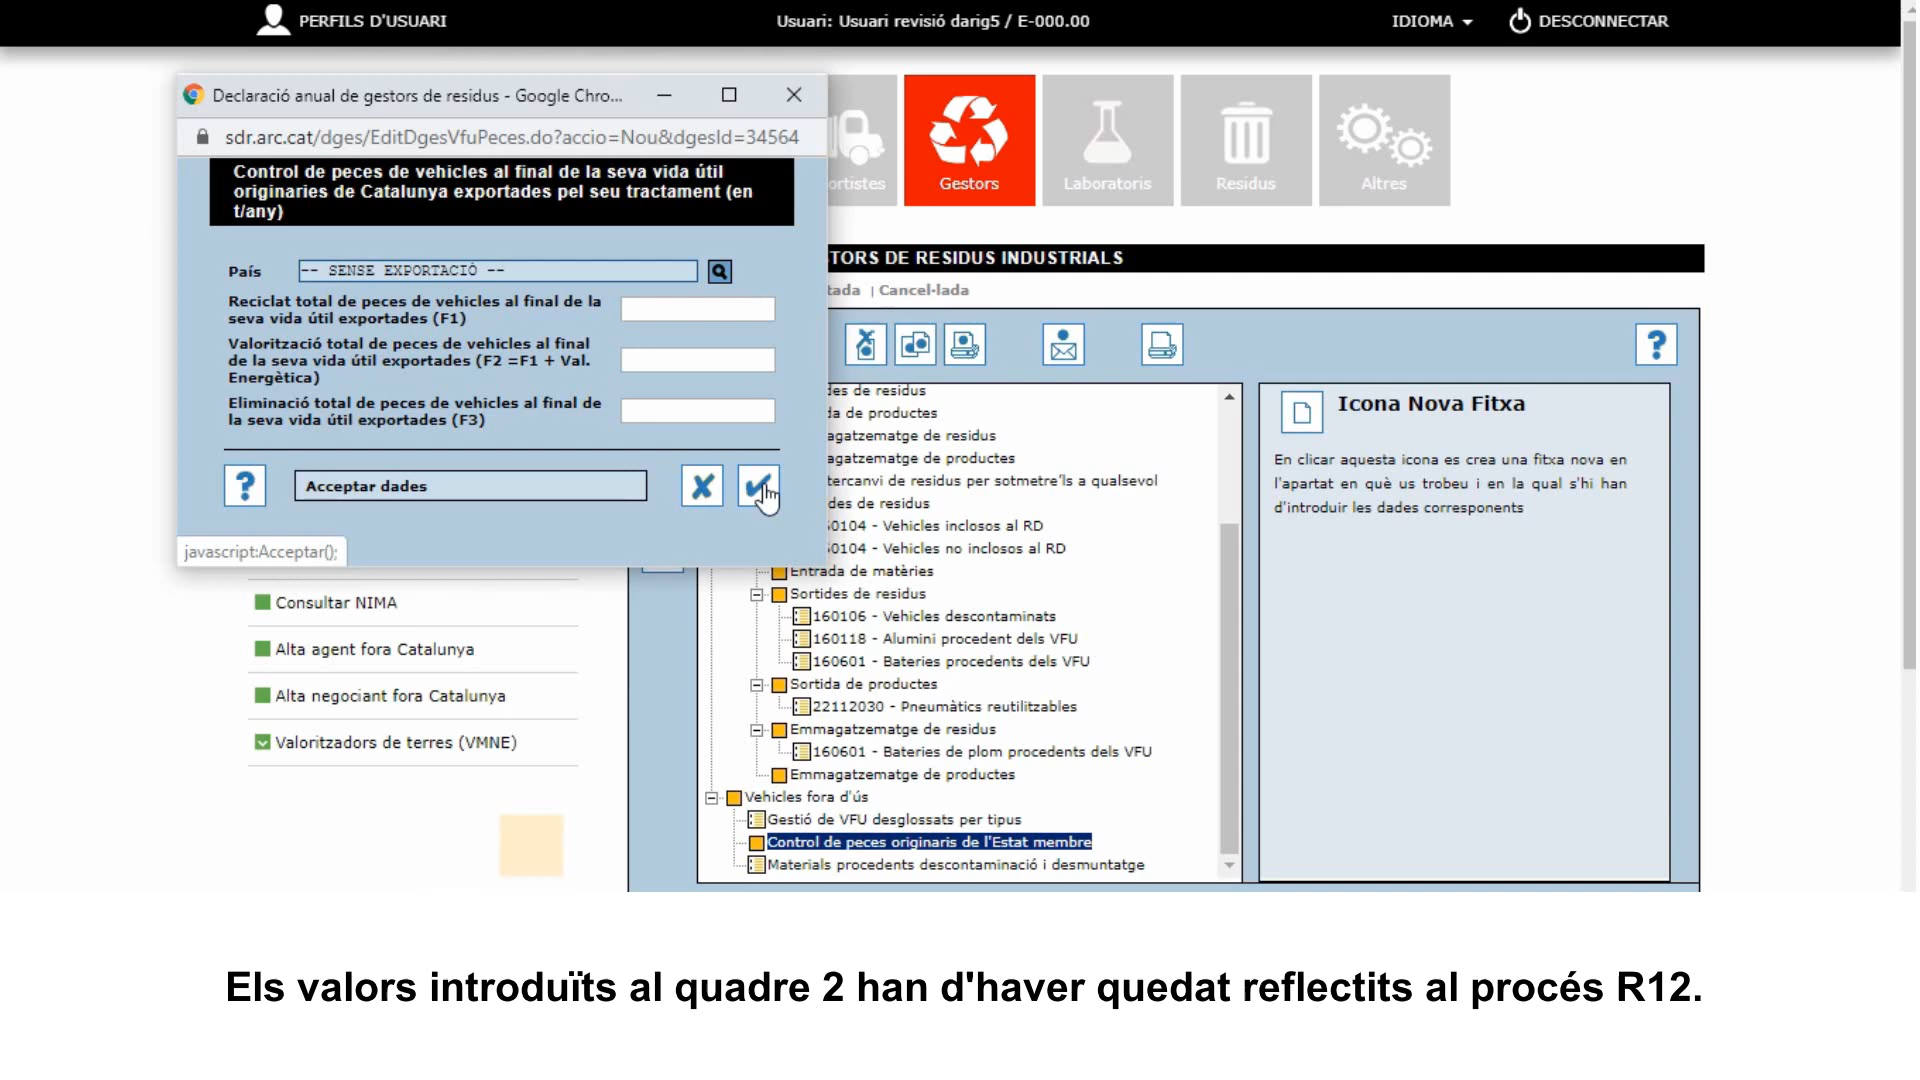 PERFILS D'USUARI
Usuari: Usuari revisió darig5 / E-000.00
IDIOMA
DESCONNECTAR
Declaració anual de gestors de residus - Google Chro...
sdr.arc.cat/dges/EditDgesVfuPeces.do?accio=Nou&dgesId=34564
Control de peces de vehicles al final de la seva vida útil
originaries de Catalunya exportades pel seu tractament (en
t/any)
País
-- SENSE EXPORTACIÓ --
Reciclat total de peces de vehicles al final de la
seva vida útil exportades (F1)
Valorització total de peces de vehicles al final
de la seva vida útil exportades (F2 =F1 + Val.
Energètica)
Eliminació total de peces de vehicles al final de
la seva vida útil exportades (F3)
?
Acceptar dades
javascript:Acceptar();
ortistes
Gestors
Laboratoris
Residus
Altres
TORS DE RESIDUS INDUSTRIALS
tada | Cancel·lada
?
des de residus
da de productes
agatzematge de residus
agatzematge de productes
tercanvi de residus per sotmetre'ls a qualsevol
des de residus
60104 - Vehicles inclosos al RD
60104 - Vehicles no inclosos al RD
Entrada de matèries
Sortides de residus
160106 - Vehicles descontaminats
160118 - Alumini procedent dels VFU
160601 - Bateries procedents dels VFU
Sortida de productes
22112030 - Pneumàtics reutilitzables
Emmagatzematge de residus
160601 - Bateries de plom procedents dels VFU
Emmagatzematge de productes
Vehicles fora d'ús
Gestió de VFU desglossats per tipus
Control de peces originaris de l'Estat membre
Materials procedents descontaminació i desmuntatge
Icona Nova Fitxa
En clicar aquesta icona es crea una fitxa nova en
l'apartat en què us trobeu i en la qual s'hi han
d'introduir les dades corresponents
Consultar NIMA
Alta agent fora Catalunya
Alta negociant fora Catalunya
Valoritzadors de terres (VMNE)
Els valors introduïts al quadre 2 han d'haver quedat reflectits al procés R12.